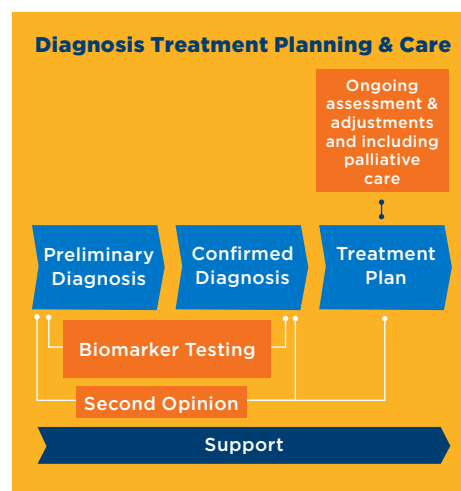 Diagnosis Treatment Planning & Care
Ongoing
assessment &
adjustments
and including
palliative
care
Preliminary
Diagnosis
Confirmed
Diagnosis
Treatment
Plan
Biomarker Testing
Second Opinion
Support